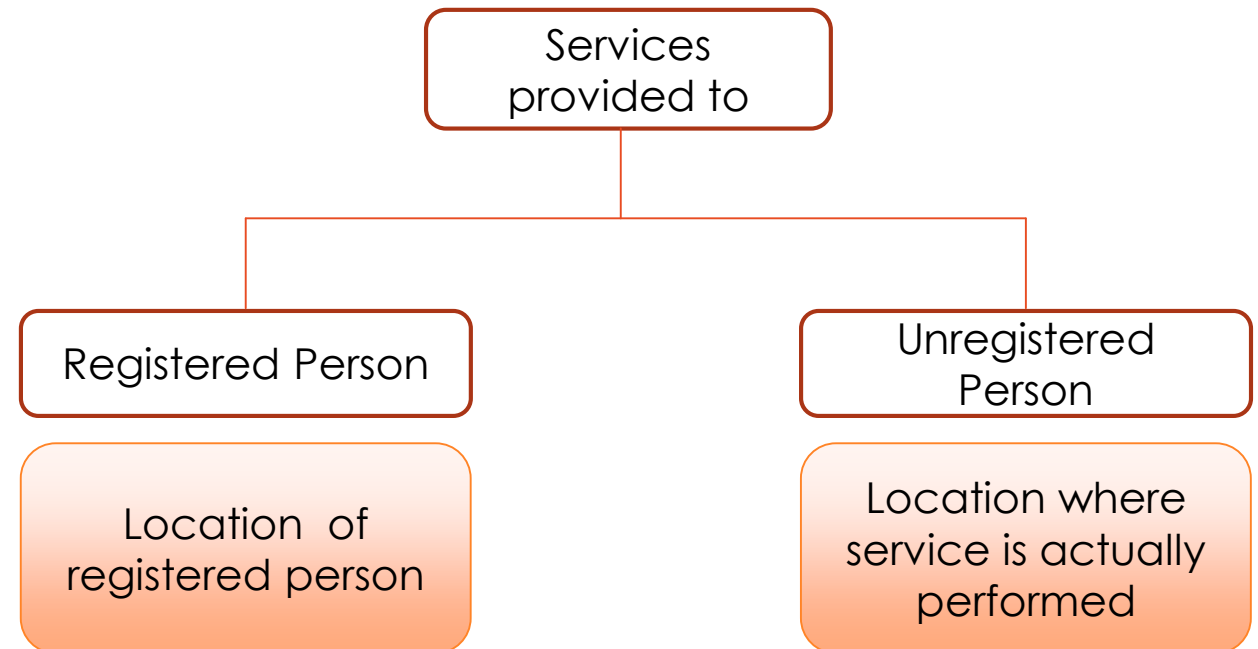 Services
provided to
Registered Person
Unregistered
Person
Location of
registered person
Location where
service is actually
performed